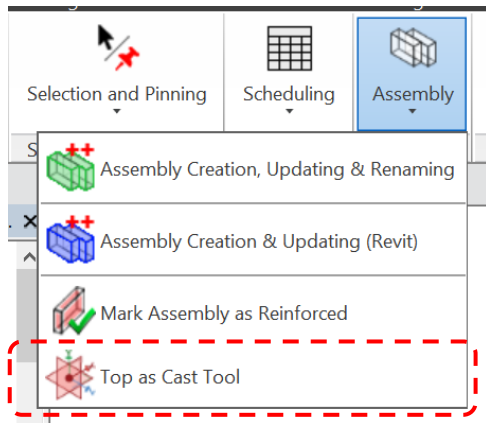 Selection and Pinning
Scheduling
Assembly
S
Assembly Creation, Updating & Renaming
Assembly Creation & Updating (Revit)
Mark Assembly as Reinforced
Top as Cast Tool